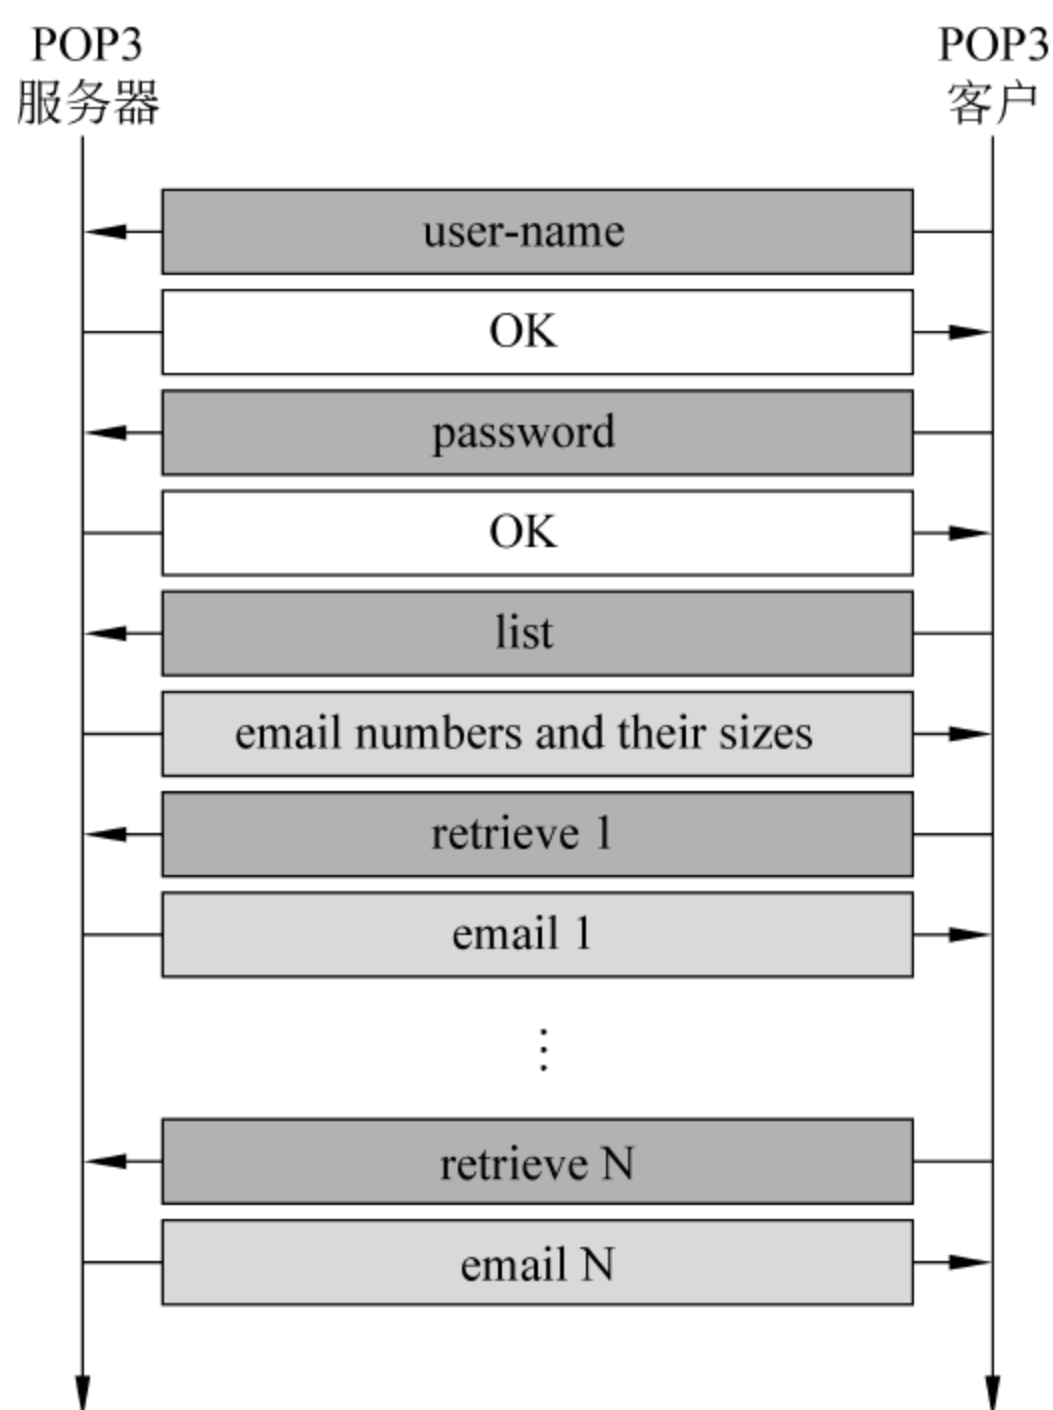 POP3
服务器
POP3
客户
user-name
OK
password
OK
list
email numbers and their sizes
retrieve 1
email 1
⋮
retrieve N
email N